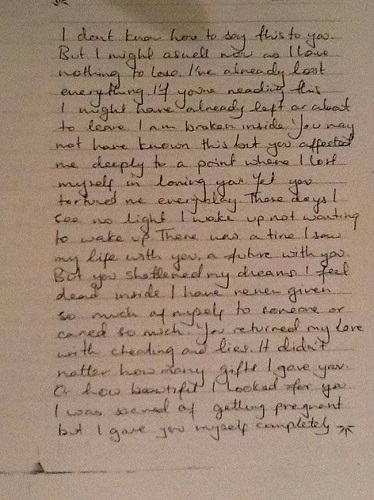 I dont know how to say this to you.
But I might aswell now as I have
nothing to lose. I've already lost
everything. If you're reading this
I might have already left or about
to leave. I am broken inside. You may
not have known this but you affected
me deeply to a point where I lost
myself in loving you. Yet you
tortured me everyday. These days I
see no light I wake up not wanting
to wake up. There was a time I saw
my life with you, a future with you.
But you shattened my dreams. I feel
dead inside. I have never given
so much of myself to someone or
cared so much. You returned my love
with cheating and lies. It didn't
matter how many gifts I gave you.
Or how beautiful I looked for you.
I was scared of getting pregnant
but I gave you myself completely